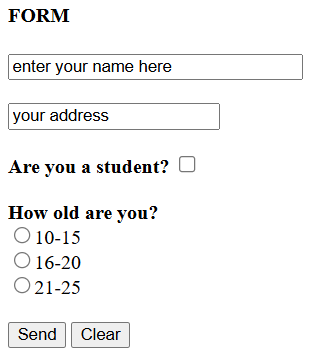 FORM
enter your name here
your address
Are you a student?
How old are you?
10-15
16-20
21-25
Send Clear